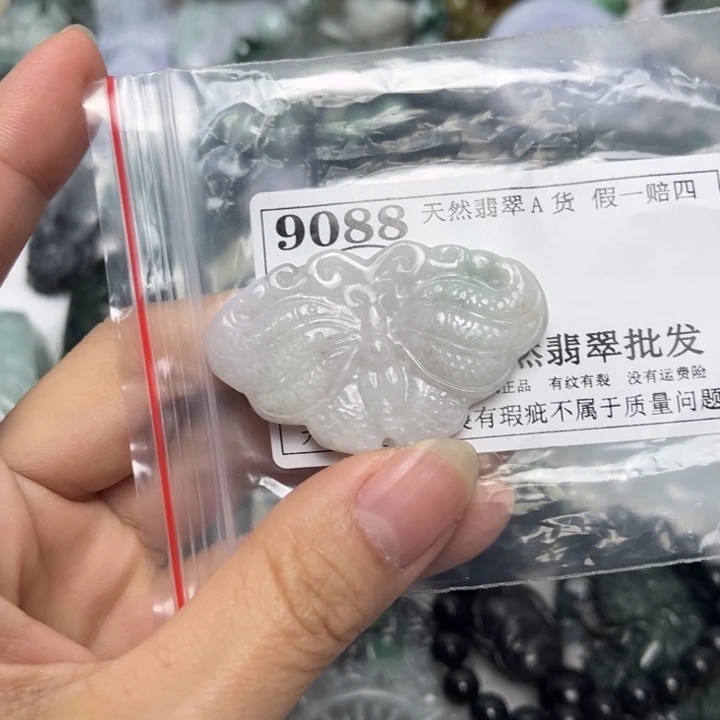 9088 天然翡翠A货 假一赔四
然翡翠批发
正品 有纹有裂 没有运费险
有瑕疵不属于质量问题